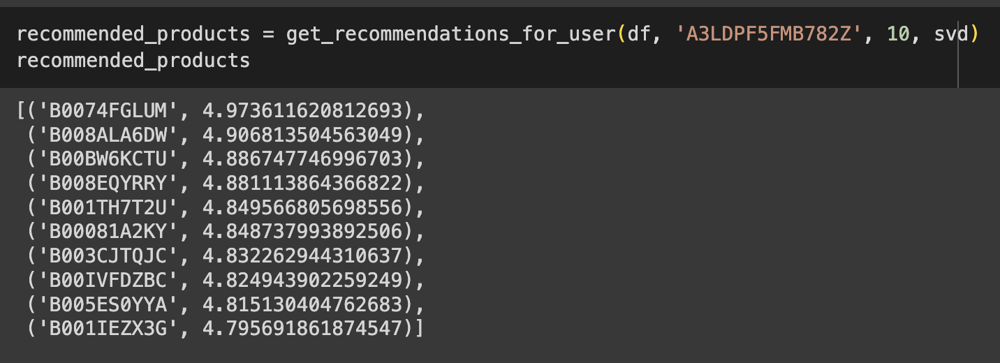 recommended_products = get_recommendations_for_user(df, 'A3LDPF5FMB782Z', 10, svd)
recommended_products
[('B0074FGLUM', 4.973611620812693),
('B008ALA6DW', 4.906813504563049),
('B00BW6KCTU', 4.886747746996703),
('B008EQYRRY', 4.881113864366822),
('B001TH7T2U', 4.849566805698556),
('B00081A2KY', 4.848737993892506),
('B003CJTQJC', 4.832262944310637),
('B00IVFDZBC', 4.824943902259249),
('B005ES0YYA', 4.815130404762683),
('B001IEZX3G', 4.795691861874547)]